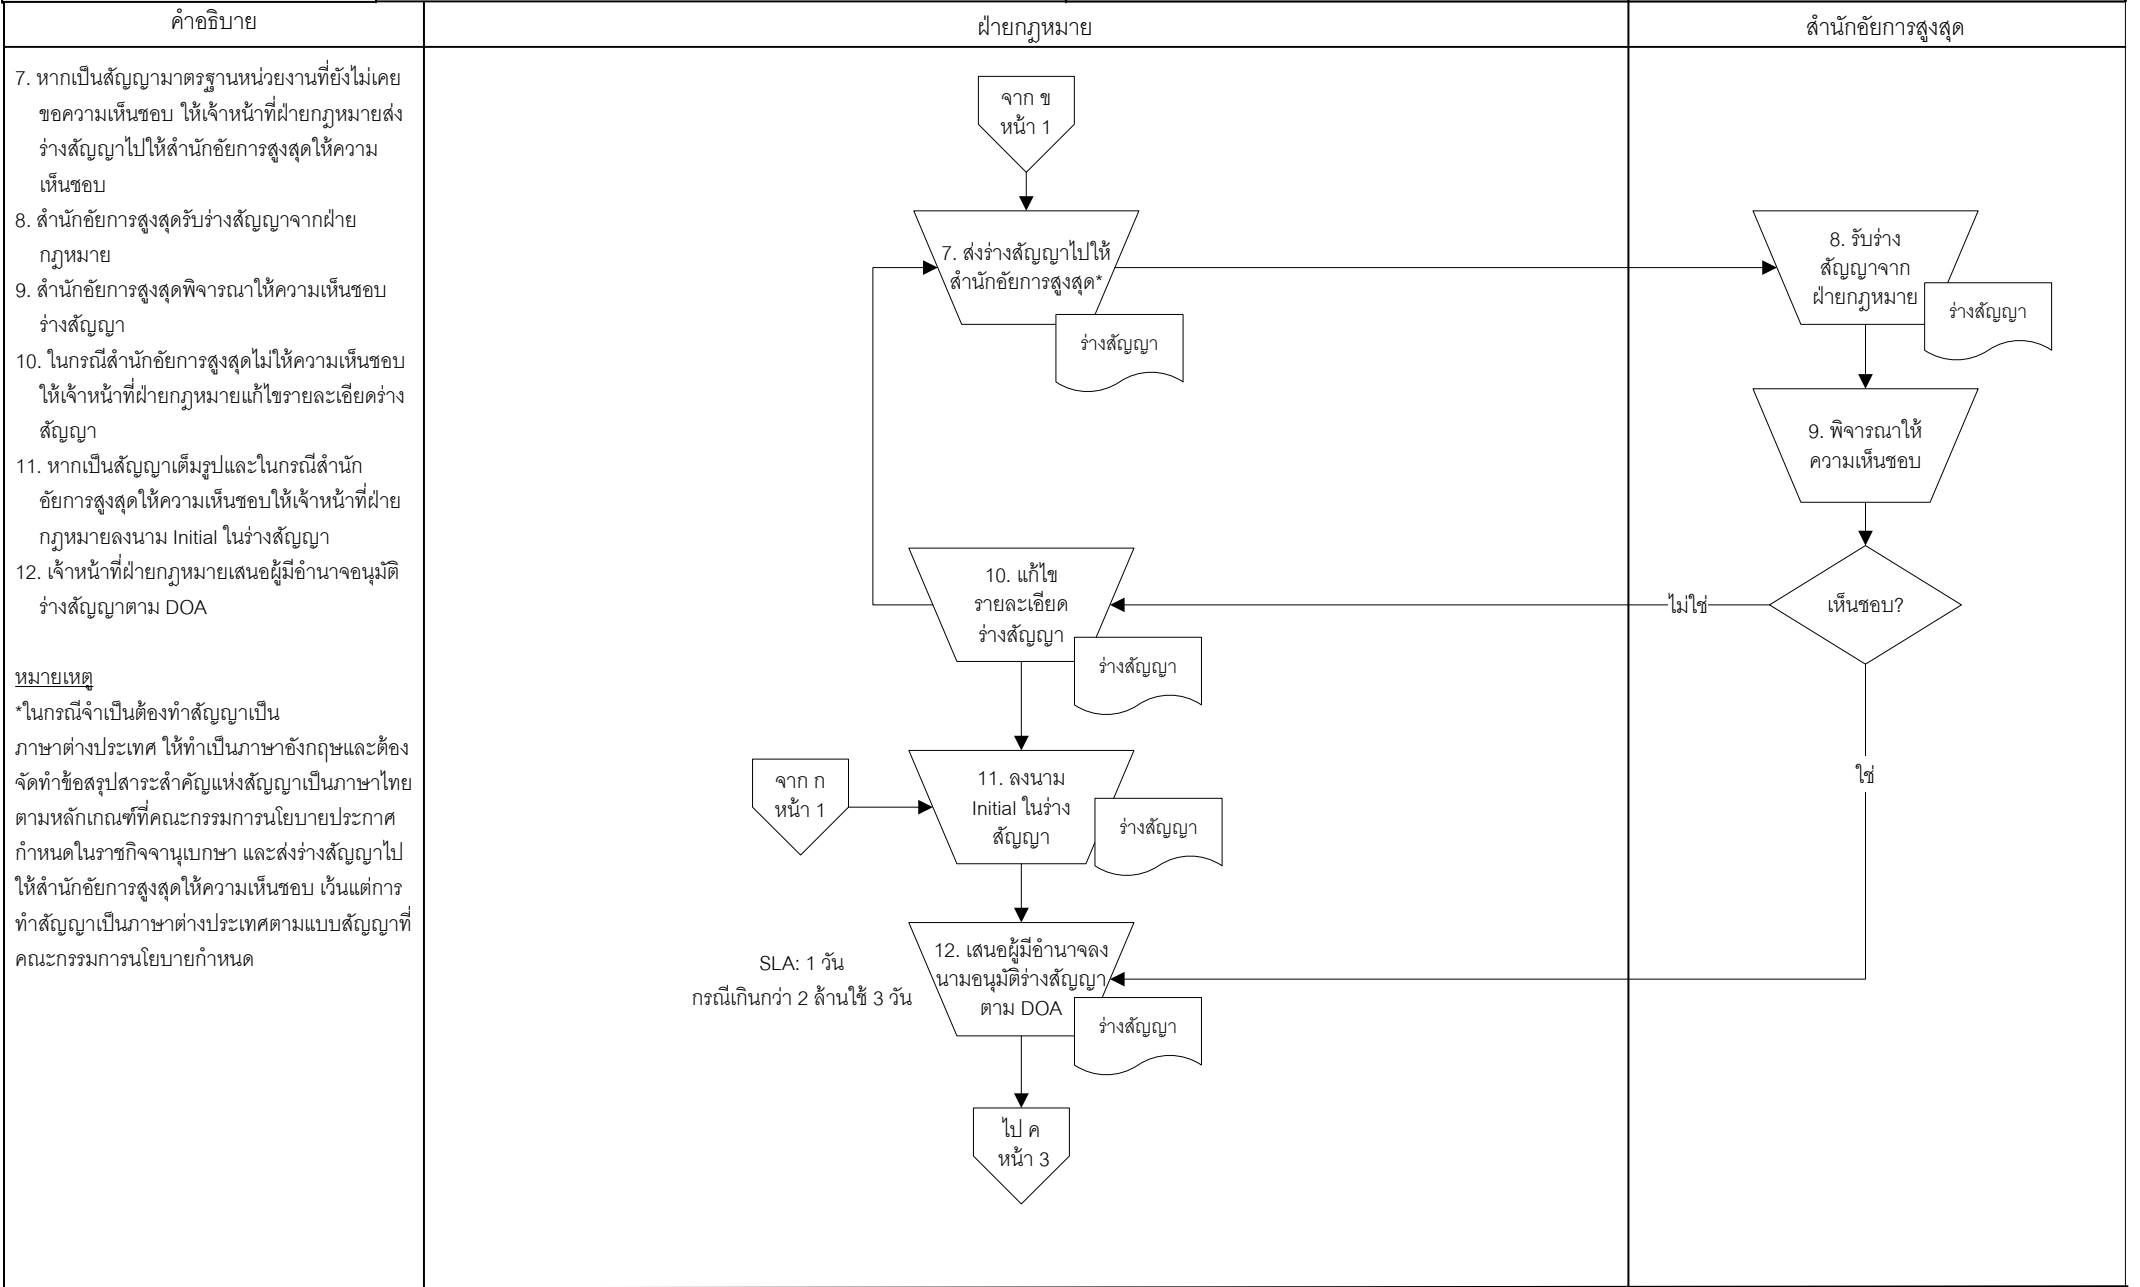 คำอธิบาย
ฝ่ายกฎหมาย
สำนักอัยการสูงสุด
7. หากเป็นสัญญามาตรฐานหน่วยงานที่ยังไม่เคย
ขอความเห็นชอบ ให้เจ้าหน้าที่ฝ่ายกฎหมายส่ง
ร่างสัญญาไปให้สำนักอัยการสูงสุดให้ความ
เห็นชอบ
8. สำนักอัยการสูงสุดรับร่างสัญญาจากฝ่าย
กฎหมาย
9. สำนักอัยการสูงสุดพิจารณาให้ความเห็นชอบ
ร่างสัญญา
10. ในกรณีสำนักอัยการสูงสุดไม่ให้ความเห็นชอบ
ให้เจ้าหน้าที่ฝ่ายกฎหมายแก้ไขรายละเอียดร่าง
สัญญา
11. หากเป็นสัญญาเต็มรูปและในกรณีสำนัก
อัยการสูงสุดให้ความเห็นชอบให้เจ้าหน้าที่ฝ่าย
กฎหมายลงนาม Initial ในร่างสัญญา
12. เจ้าหน้าที่ฝ่ายกฎหมายเสนอผู้มีอำนาจอนุมัติ
ร่างสัญญาตาม DOA
หมายเหตุ
*ในกรณีจำเป็นต้องทำสัญญาเป็น
ภาษาต่างประเทศ ให้ทำเป็นภาษาอังกฤษและต้อง
จัดทำข้อสรุปสาระสำคัญแห่งสัญญาเป็นภาษาไทย
ตามหลักเกณฑ์ที่คณะกรรมการนโยบายประกาศ
กำหนดในราชกิจจานุเบกษา และส่งร่างสัญญาไป
ให้สำนักอัยการสูงสุดให้ความเห็นชอบ เว้นแต่การ
ทำสัญญาเป็นภาษาต่างประเทศตามแบบสัญญาที่
คณะกรรมการนโยบายกำหนด
จาก ข
หน้า 1
7. ส่งร่างสัญญาไปให้
สำนักอัยการสูงสุด*
ร่างสัญญา
8. รับร่าง
สัญญาจาก
ฝ่ายกฎหมาย
ร่างสัญญา
9. พิจารณาให้
ความเห็นชอบ
เห็นชอบ?
ไม่ใช่
ใช่
10. แก้ไข
รายละเอียด
ร่างสัญญา
ร่างสัญญา
จาก ก
หน้า 1
11. ลงนาม
Initial ในร่าง
สัญญา
ร่างสัญญา
SLA: 1 วัน
กรณีเกินกว่า 2 ล้านใช้ 3 วัน
12. เสนอผู้มีอำนาจลง
นามอนุมัติร่างสัญญา
ตาม DOA
ร่างสัญญา
ไป ค
หน้า 3